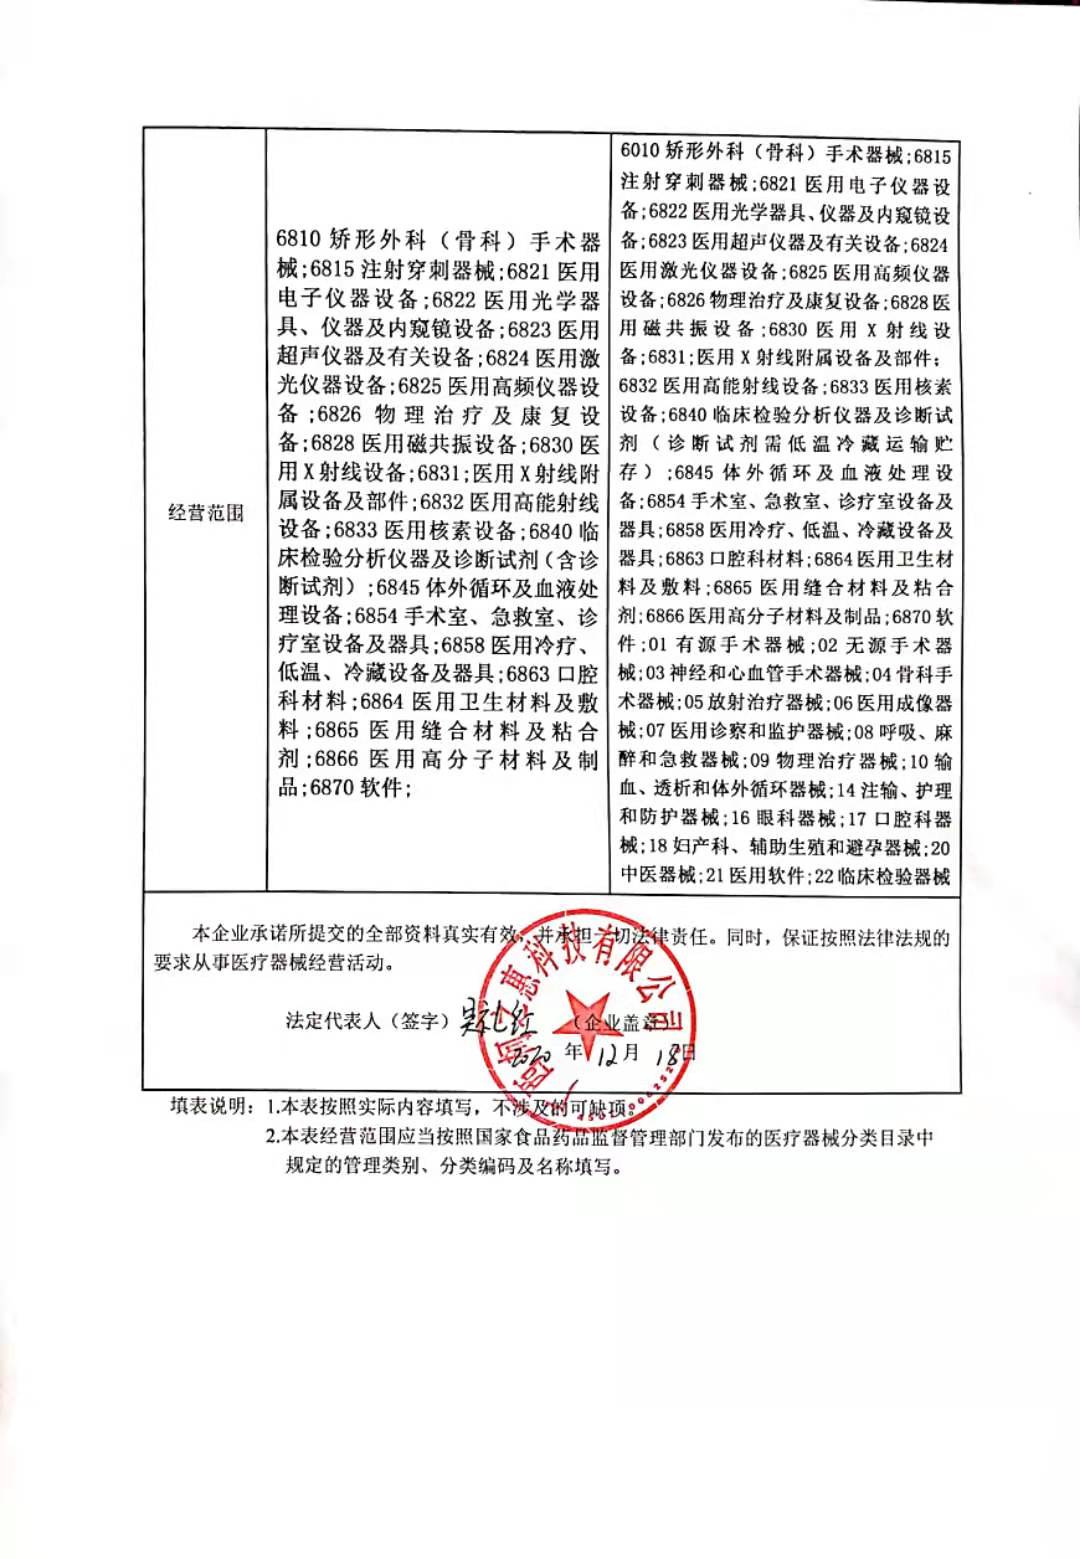 经营范围
6810 矫形外科（骨科）手术器
械;6815 注射穿刺器械;6821 医用
电子仪器设备;6822 医用光学器
具、仪器及内窥镜设备;6823 医用
超声仪器及有关设备;6824 医用激
光仪器设备;6825 医用高频仪器设
备;6826 物理治疗及康复设
备;6828 医用磁共振设备;6830 医
用 X 射线设备;6831;医用 X 射线附
属设备及部件;6832 医用高能射线
设备;6833 医用核素设备;6840 临
床检验分析仪器及诊断试剂（含诊
断试剂）;6845 体外循环及血液处
理设备;6854 手术室、急救室、诊
疗室设备及器具;6858 医用冷疗、
低温、冷藏设备及器具;6863 口腔
科材料;6864 医用卫生材料及敷
料;6865 医用缝合材料及粘合
剂;6866 医用高分子材料及制
品;6870 软件;
6010 矫形外科（骨科）手术器械;6815
注射穿刺器械;6821 医用电子仪器设
备;6822 医用光学器具、仪器及内窥镜设
备;6823 医用超声仪器及有关设备;6824
医用激光仪器设备;6825 医用高频仪器
设备;6826 物理治疗及康复设备;6828 医
用磁共振设备;6830 医用 X 射线设
备;6831;医用 X 射线附属设备及部件;
6832 医用高能射线设备;6833 医用核素
设备;6840 临床检验分析仪器及诊断试
剂（诊断试剂需低温冷藏运输贮
存）;6845 体外循环及血液处理设
备;6854 手术室、急救室、诊疗室设备及
器具;6858 医用冷疗、低温、冷藏设备及
器具;6863 口腔科材料;6864 医用卫生材
料及敷料;6865 医用缝合材料及粘合
剂;6866 医用高分子材料及制品;6870 软
件;01 有源手术器械;02 无源手术器
械;03 神经和心血管手术器械;04 骨科手
术器械;05 放射治疗器械;06 医用成像器
械;07 医用诊察和监护器械;08 呼吸、麻
醉和急救器械;09 物理治疗器械;10 输
血、透析和体外循环器械;14 注输、护理
和防护器械;16 眼科器械;17 口腔科器
械;18 妇产科、辅助生殖和避孕器械;20
中医器械;21 医用软件;22 临床检验器械
本企业承诺所提交的全部资料真实有效，并承担一切法律责任。同时，保证按照法律法规的
要求从事医疗器械经营活动。
法定代表人（签字） （企业盖章）
2020 年 12 月 18 日
广西 之惠科技有限公司
填表说明：1.本表按照实际内容填写，不涉及的可缺项。
2.本表经营范围应当按照国家食品药品监督管理部门发布的医疗器械分类目录中
规定的管理类别、分类编码及名称填写。